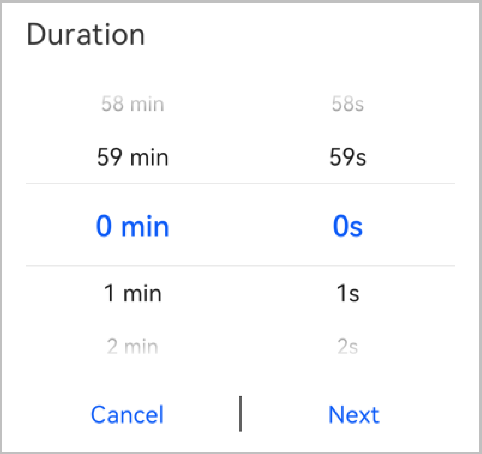 Duration
58 min 58s
59 min 59s
0 min 0s
1 min 1s
2 min 2s
Cancel Next